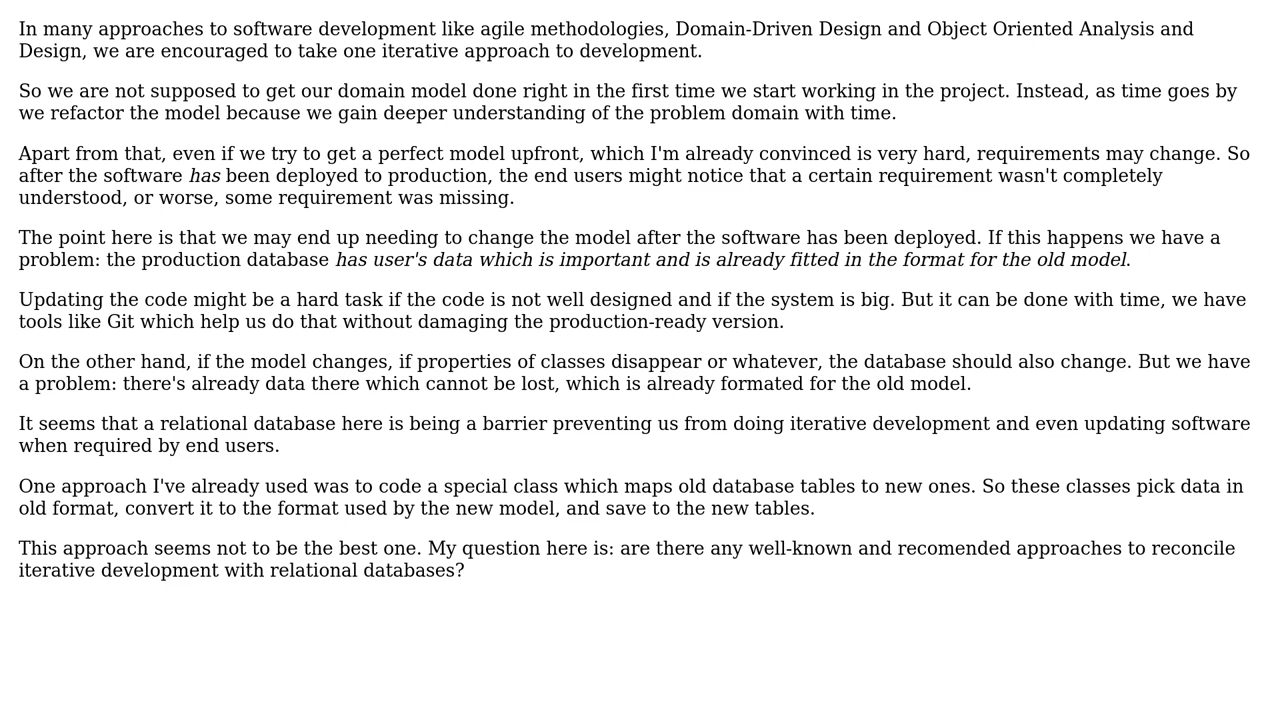 In many approaches to software development like agile methodologies, Domain-Driven Design and Object Oriented Analysis and
Design, we are encouraged to take one iterative approach to development.
So we are not supposed to get our domain model done right in the first time we start working in the project. Instead, as time goes by
we refactor the model because we gain deeper understanding of the problem domain with time.
Apart from that, even if we try to get a perfect model upfront, which I'm already convinced is very hard, requirements may change. So
after the software has been deployed to production, the end users might notice that a certain requirement wasn't completely
understood, or worse, some requirement was missing.
The point here is that we may end up needing to change the model after the software has been deployed. If this happens we have a
problem: the production database has user's data which is important and is already fitted in the format for the old model.
Updating the code might be a hard task if the code is not well designed and if the system is big. But it can be done with time, we have
tools like Git which help us do that without damaging the production-ready version.
On the other hand, if the model changes, if properties of classes disappear or whatever, the database should also change. But we have
a problem: there's already data there which cannot be lost, which is already formated for the old model.
It seems that a relational database here is being a barrier preventing us from doing iterative development and even updating software
when required by end users.
One approach I've already used was to code a special class which maps old database tables to new ones. So these classes pick data in
old format, convert it to the format used by the new model, and save to the new tables.
This approach seems not to be the best one. My question here is: are there any well-known and recomended approaches to reconcile
iterative development with relational databases?